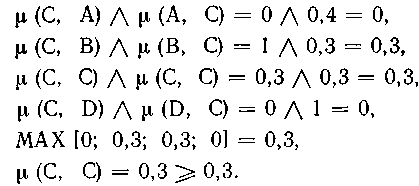 μ (C, A) ∧ μ (A, C) = 0 ∧ 0,4 = 0,
μ (C, B) ∧ μ (B, C) = 1 ∧ 0,3 = 0,3,
μ (C, C) ∧ μ (C, C) = 0,3 ∧ 0,3 = 0,3,
μ (C, D) ∧ μ (D, C) = 0 ∧ 1 = 0,
MAX [0; 0,3; 0,3; 0] = 0,3,
μ (C, C) = 0,3 ⩾ 0,3.